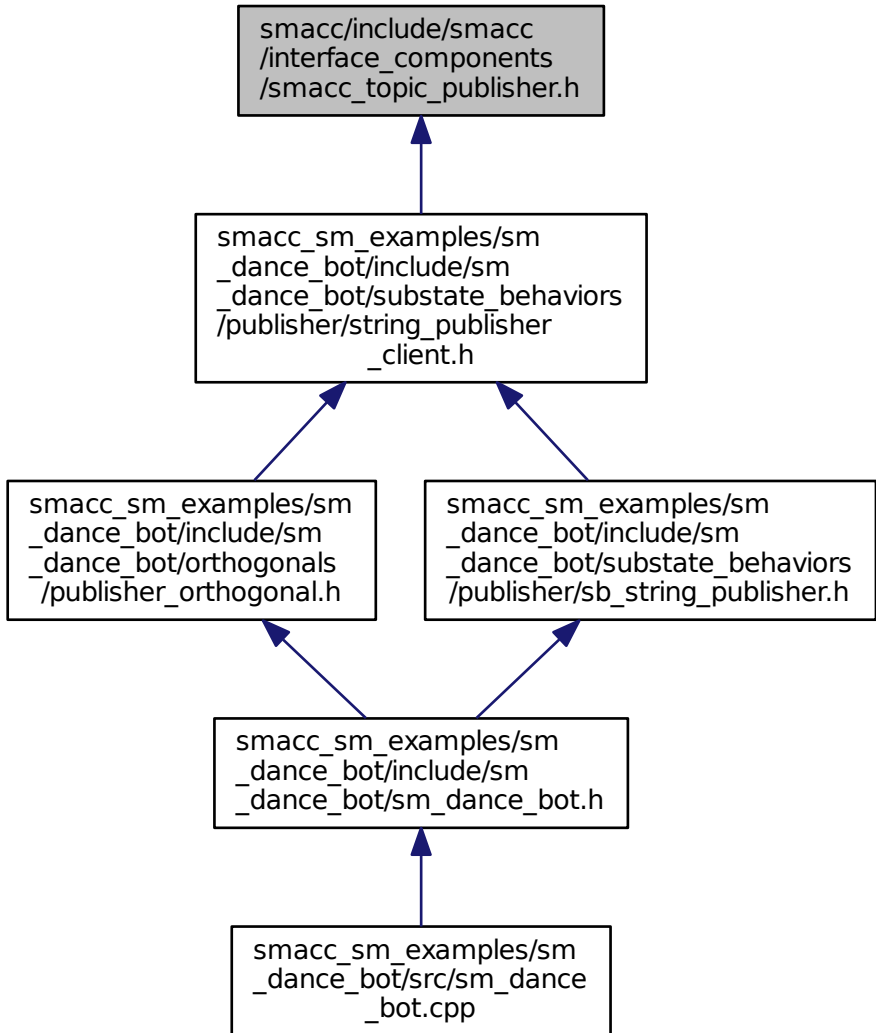 smacc/include/smacc
/interface_components
/smacc_topic_publisher.h
smacc_sm_examples/sm
_dance_bot/include/sm
_dance_bot/substate_behaviors
/publisher/string_publisher
_client.h
smacc_sm_examples/sm
_dance_bot/include/sm
_dance_bot/orthogonals
/publisher_orthogonal.h
smacc_sm_examples/sm
_dance_bot/include/sm
_dance_bot/substate_behaviors
/publisher/sb_string_publisher.h
smacc_sm_examples/sm
_dance_bot/include/sm
_dance_bot/sm_dance_bot.h
smacc_sm_examples/sm
_dance_bot/src/sm_dance
_bot.cpp